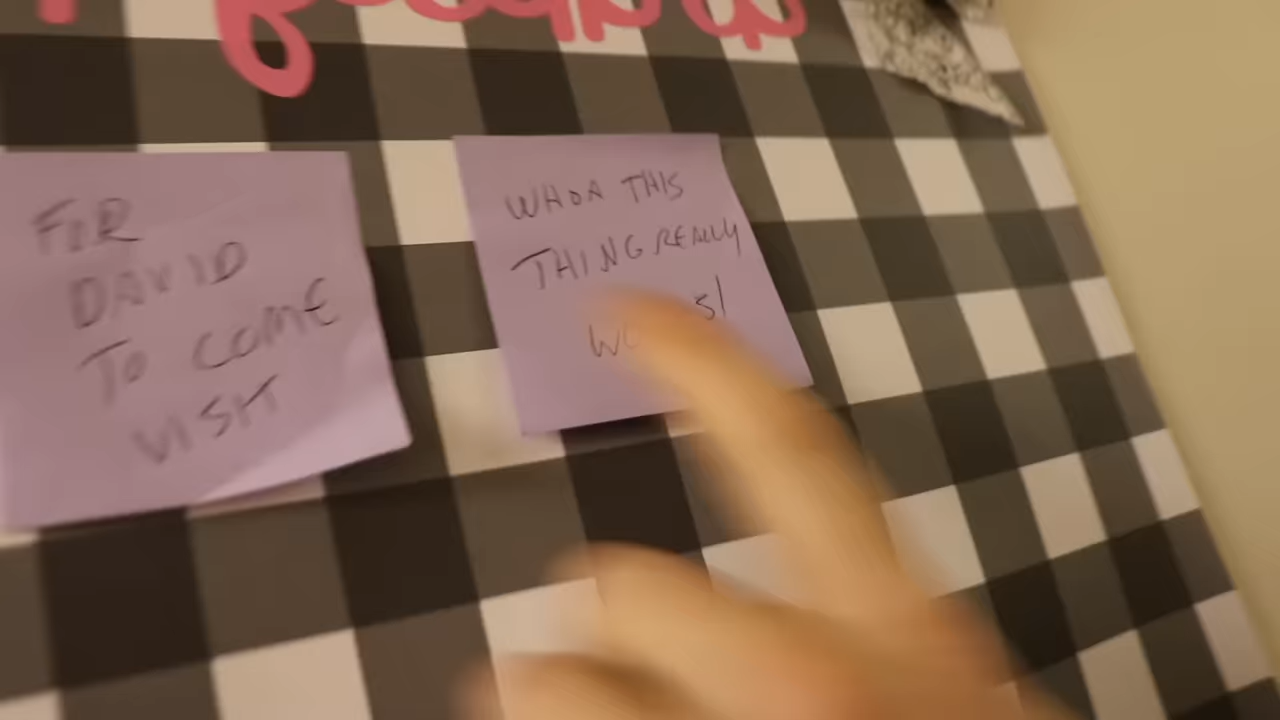 FOR
DAVID
TO COME
VISIT
WHOA THIS
THING REALLY